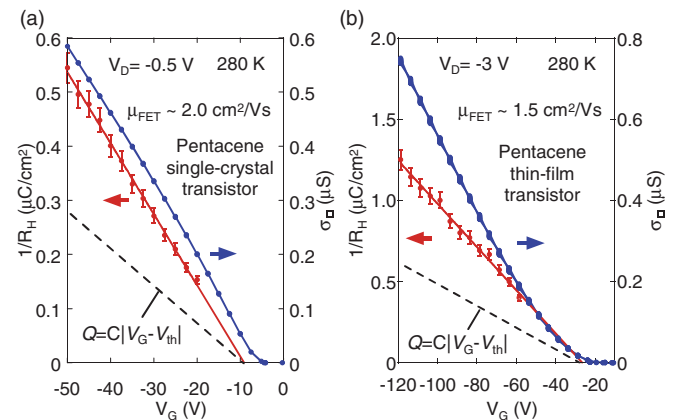 (a)
V_D= -0.5 V 280 K
μ_FET ~ 2.0 cm²/Vs
Pentacene
single-crystal
transistor
Q=C|V_G-V_th|
1/R_H (μC/cm²)
0.6
0.5
0.4
0.3
0.2
0.1
0
σ□ (μS)
0.6
0.5
0.4
0.3
0.2
0.1
0
-50 -40 -30 -20 -10 0
V_G (V)
(b)
V_D= -3 V 280 K
μ_FET ~ 1.5 cm²/Vs
Pentacene
thin-film
transistor
Q=C|V_G-V_th|
1/R_H (μC/cm²)
2.0
1.5
1.0
0.5
0
σ□ (μS)
0.8
0.6
0.4
0.2
0
-120 -100 -80 -60 -40 -20
V_G (V)